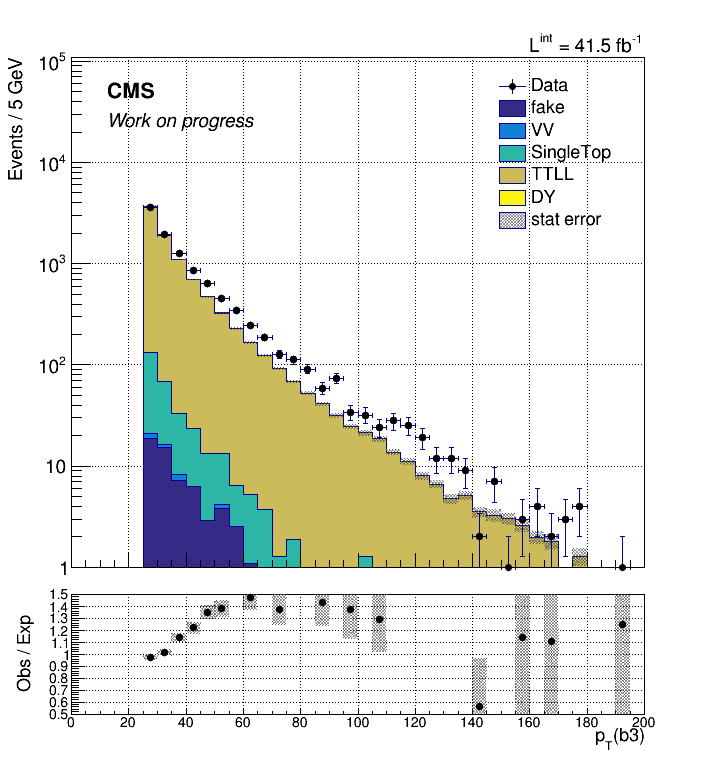 L^int = 41.5 fb^-1
Events / 5 GeV
10^5
10^4
10^3
10^2
10
1
CMS
Work on progress
Data
fake
VV
SingleTop
TTLL
DY
stat error
Obs / Exp
1.5
1.4
1.3
1.2
1.1
1
0.9
0.8
0.7
0.6
0.5
0 20 40 60 80 100 120 140 160 180 200
p_T(b3)